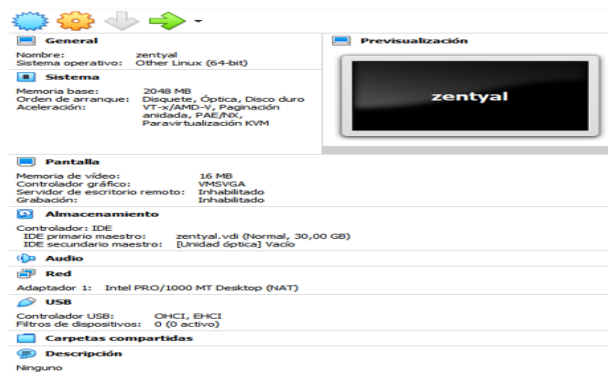 General
Nombre: zentyal
Sistema operativo: Other Linux (64-bit)
Previsualización
zentyal
Sistema
Memoria base: 2048 MB
Orden de arranque: Disquete, Óptica, Disco duro
Aceleración: VT-x/AMD-V, Paginación
anidada, PAE/NX,
Paravirtualización KVM
Pantalla
Memoria de vídeo: 16 MB
Controlador gráfico: VMSVGA
Servidor de escritorio remoto: Inhabilitado
Grabación: Inhabilitado
Almacenamiento
Controlador: IDE
IDE primario maestro: zentyal.vdi (Normal, 30,00 GB)
IDE secundario maestro: [Unidad óptica] Vacío
Audio
Red
Adaptador 1: Intel PRO/1000 MT Desktop (NAT)
USB
Controlador USB: OHCI, EHCI
Filtros de dispositivos: 0 (0 activo)
Carpetas compartidas
Descripción
Ninguno